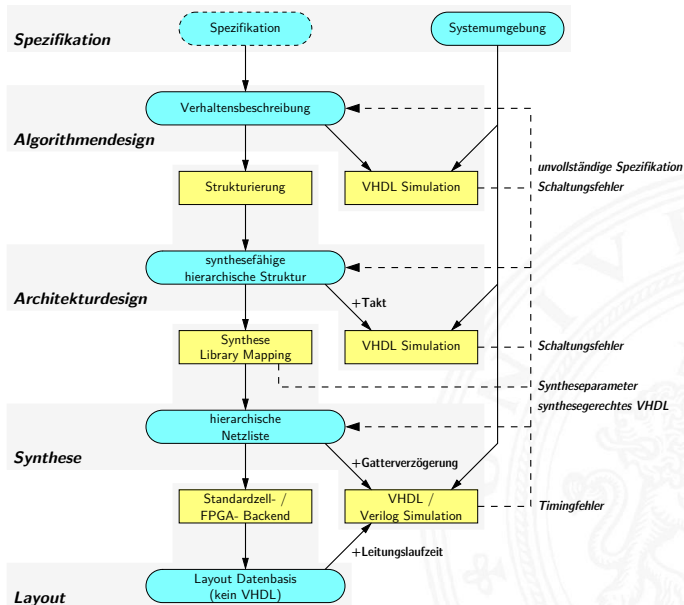 Spezifikation
Systemumgebung
Spezifikation
Verhaltensbeschreibung
Algorithmendesign
unvollständige Spezifikation
Strukturierung
VHDL Simulation
Schaltungsfehler
synthesefähige
hierarchische Struktur
Architekturdesign
+Takt
Synthese
Library Mapping
VHDL Simulation
Schaltungsfehler
Syntheseparameter
synthesegerechtes VHDL
hierarchische
Netzliste
Synthese
+Gatterverzögerung
Standardzell- /
FPGA- Backend
VHDL /
Verilog Simulation
Timingfehler
+Leitungslaufzeit
Layout Datenbasis
(kein VHDL)
Layout